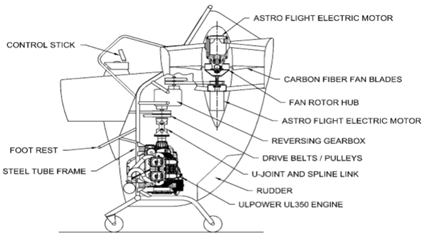 ASTRO FLIGHT ELECTRIC MOTOR
CONTROL STICK
CARBON FIBER FAN BLADES
FAN ROTOR HUB
ASTRO FLIGHT ELECTRIC MOTOR
REVERSING GEARBOX
FOOT REST
DRIVE BELTS / PULLEYS
STEEL TUBE FRAME
U-JOINT AND SPLINE LINK
RUDDER
ULPOWER UL350 ENGINE